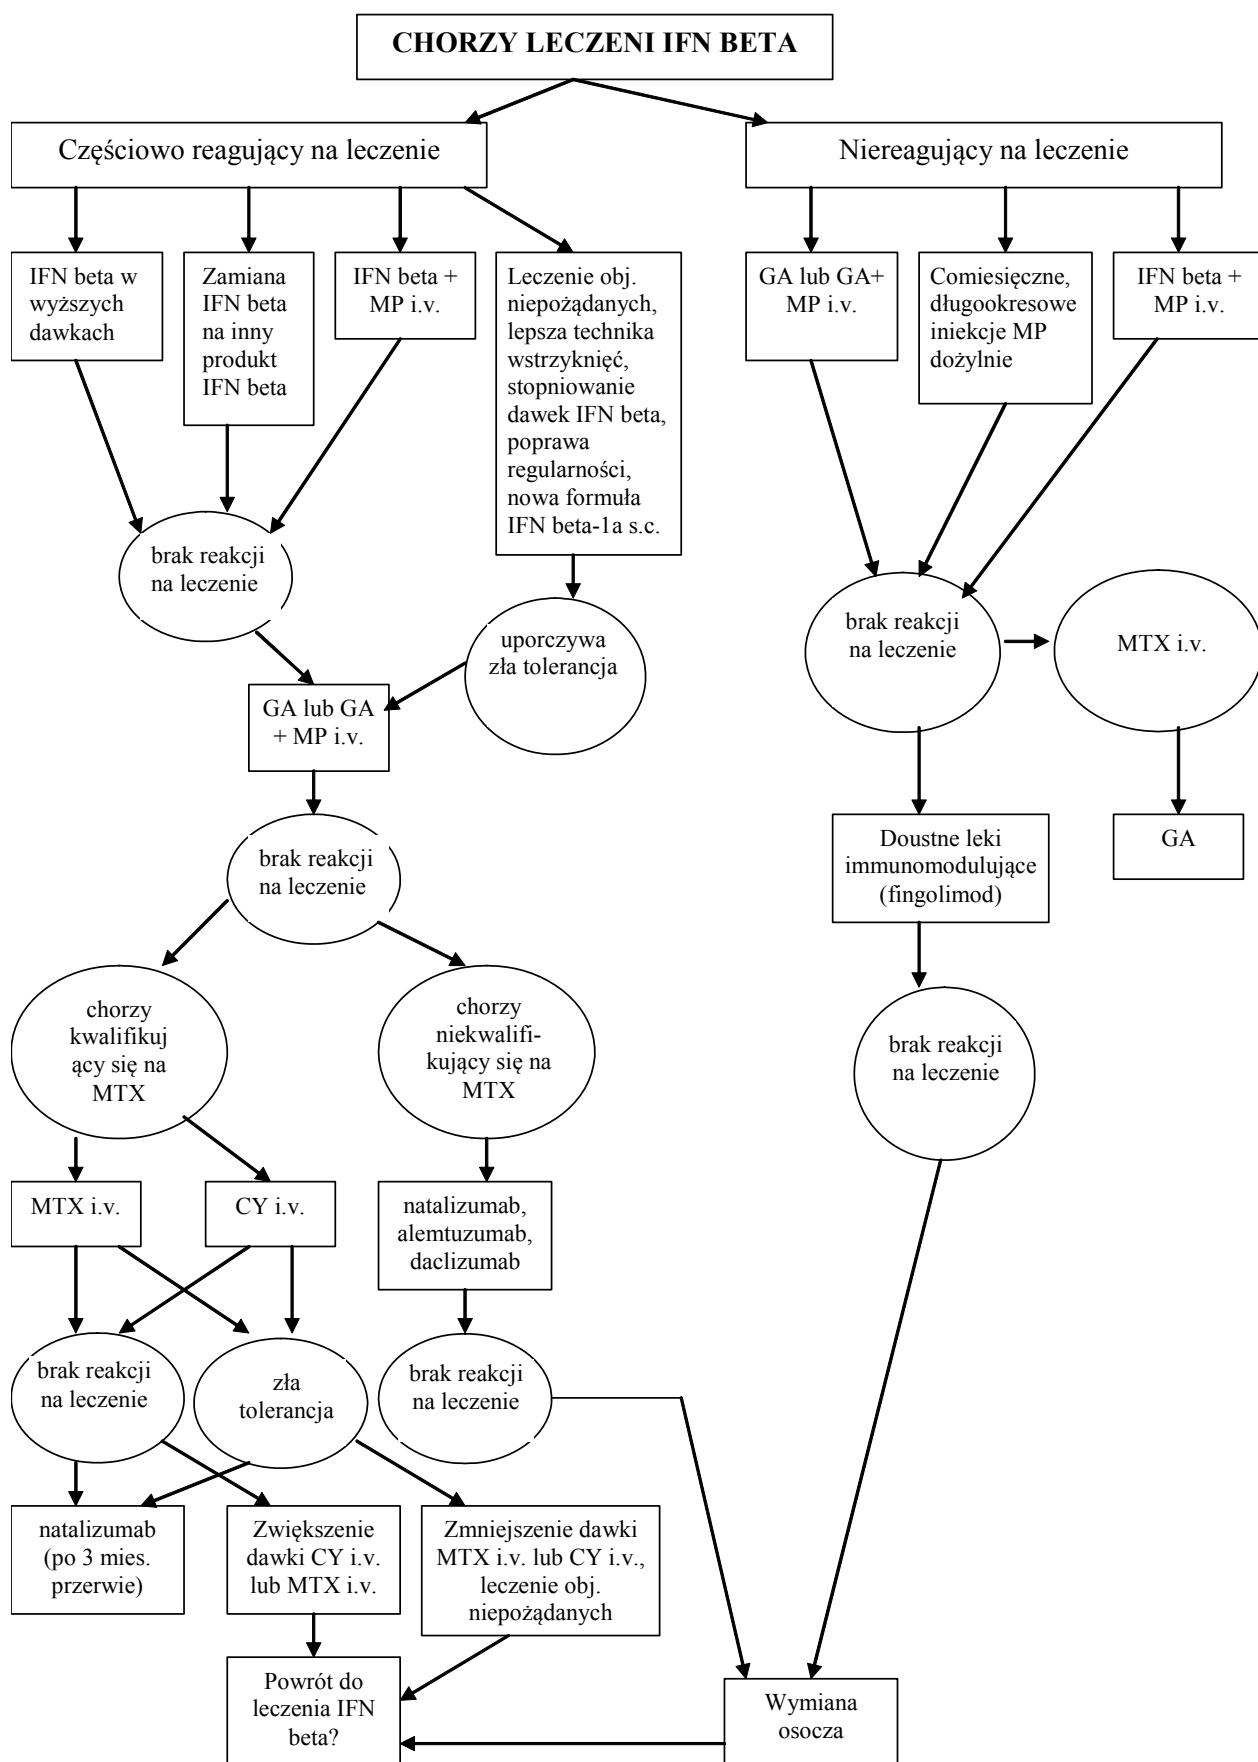 CHORZY LECZENI IFN BETA
Częściowo reagujący na leczenie
Niereagujący na leczenie
IFN beta w
wyższych
dawkach
Zamiana
IFN beta
na inny
produkt
IFN beta
IFN beta +
MP i.v.
Leczenie obj.
niepożądanych,
lepsza technika
wstrzyknięć,
stopniowanie
dawek IFN beta,
poprawa
regularności,
nowa formuła
IFN beta-1a s.c.
GA lub GA+
MP i.v.
Comiesięczne,
długookresowe
iniekcje MP
dożylnie
IFN beta +
MP i.v.
brak reakcji
na leczenie
uporczywa
zła tolerancja
brak reakcji
na leczenie
MTX i.v.
GA lub GA
+ MP i.v.
brak reakcji
na leczenie
Doustne leki
immunomodulujące
(fingolimod)
GA
chorzy
kwalifikuj
ący się na
MTX
chorzy
niekwalifi-
kujący się na
MTX
brak reakcji
na leczenie
MTX i.v.
CY i.v.
natalizumab,
alemtuzumab,
daclizumab
brak reakcji
na leczenie
zła
tolerancja
brak reakcji
na leczenie
natalizumab
(po 3 mies.
przerwie)
Zwiększenie
dawki CY i.v.
lub MTX i.v.
Zmniejszenie dawki
MTX i.v. lub CY i.v.,
leczenie obj.
niepożądanych
Powrót do
leczenia IFN
beta?
Wymiana
osocza